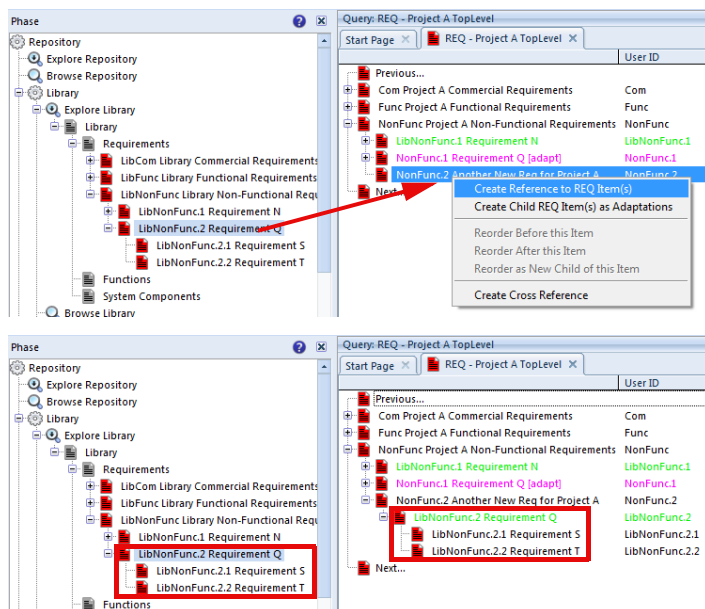 Phase
Repository
Explore Repository
Browse Repository
Library
Explore Library
Library
Requirements
LibCom Library Commercial Requirements
LibFunc Library Functional Requirements
LibNonFunc Library Non-Functional Requ
LibNonFunc.1 Requirement N
LibNonFunc.2 Requirement Q
LibNonFunc.2.1 Requirement S
LibNonFunc.2.2 Requirement T
Functions
System Components
Browse Library
Query: REQ - Project A TopLevel
Start Page
REQ - Project A TopLevel
User ID
Previous...
Com Project A Commercial Requirements Com
Func Project A Functional Requirements Func
NonFunc Project A Non-Functional Requirements NonFunc
LibNonFunc.1 Requirement N LibNonFunc.1
NonFunc.1 Requirement Q [adapt] NonFunc.1
NonFunc.2 Another New Req for Project A NonFunc.2
Next...
Create Reference to REQ Item(s)
Create Child REQ Item(s) as Adaptations
Reorder Before this Item
Reorder After this Item
Reorder as New Child of this Item
Create Cross Reference
Phase
Repository
Explore Repository
Browse Repository
Library
Explore Library
Library
Requirements
LibCom Library Commercial Requirements
LibFunc Library Functional Requirements
LibNonFunc Library Non-Functional Requ
LibNonFunc.1 Requirement N
LibNonFunc.2 Requirement Q
LibNonFunc.2.1 Requirement S
LibNonFunc.2.2 Requirement T
Functions
Query: REQ - Project A TopLevel
Start Page
REQ - Project A TopLevel
User ID
Previous...
Com Project A Commercial Requirements Com
Func Project A Functional Requirements Func
NonFunc Project A Non-Functional Requirements NonFunc
LibNonFunc.1 Requirement N LibNonFunc.1
NonFunc.1 Requirement Q [adapt] NonFunc.1
NonFunc.2 Another New Req for Project A NonFunc.2
LibNonFunc.2 Requirement Q LibNonFunc.2
LibNonFunc.2.1 Requirement S LibNonFunc.2.1
LibNonFunc.2.2 Requirement T LibNonFunc.2.2
Next...